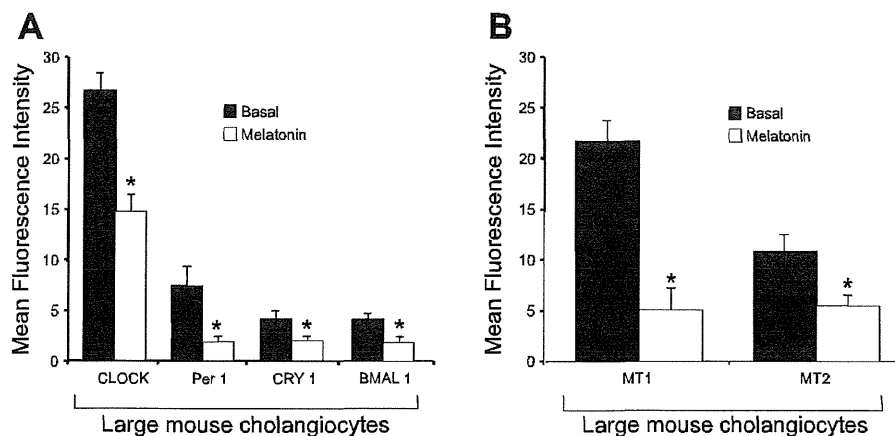 A
Mean Fluorescence Intensity
30
25
20
15
10
5
0
Basal
Melatonin
*
*
*
*
CLOCK Per 1 CRY 1 BMAL 1
Large mouse cholangiocytes
B
Mean Fluorescence Intensity
30
25
20
15
10
5
0
Basal
Melatonin
*
*
MT1 MT2
Large mouse cholangiocytes